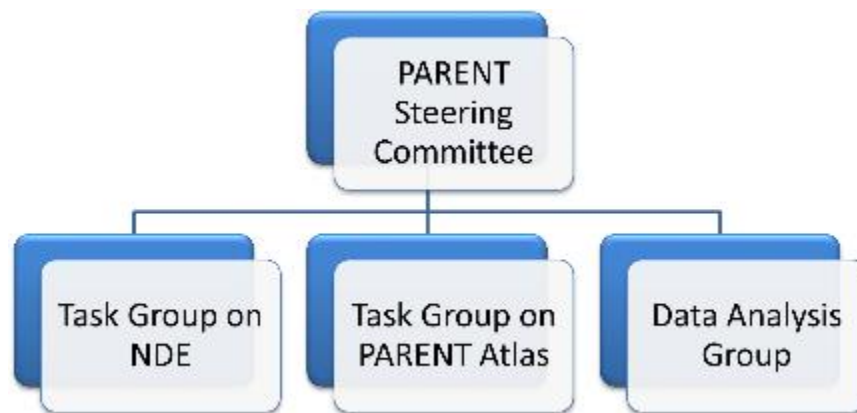 PARENT
Steering
Committee
Task Group on
NDE
Task Group on
PARENT Atlas
Data Analysis
Group